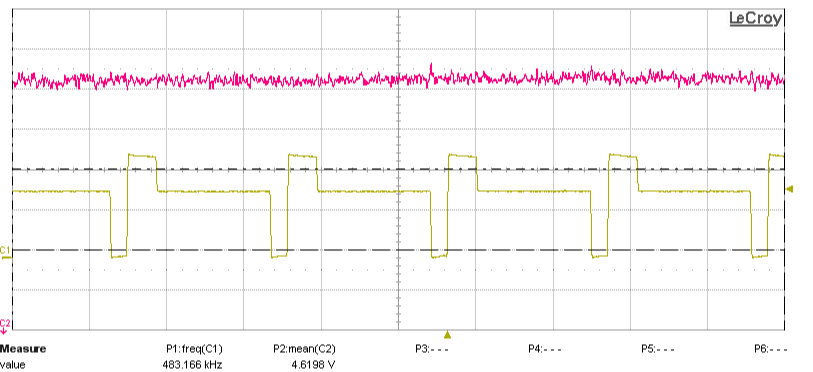 LeCroy
C1
C2
Measure P1:freq(C1) P2:mean(C2) P3:- - - P4:- - - P5:- - - P6:- - -
value 483.166 kHz 4.6198 V